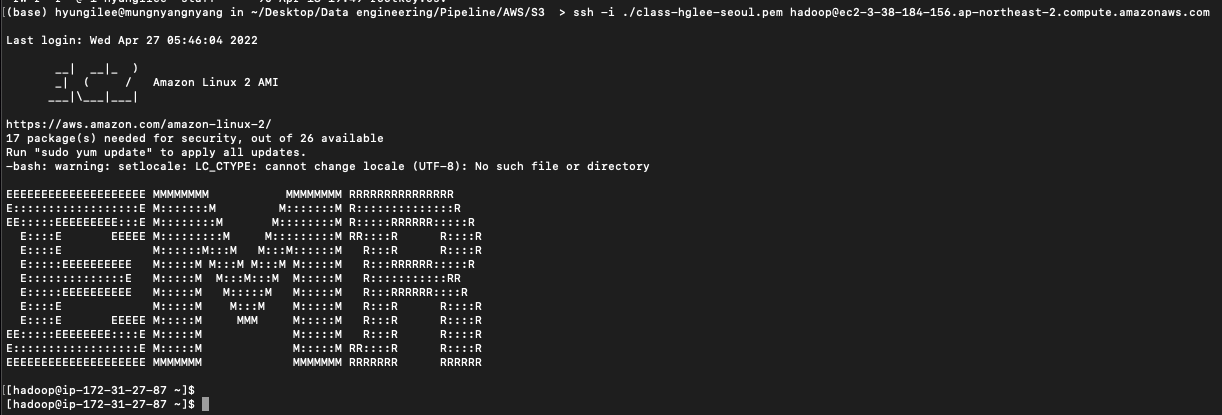 (base) hyungilee@mungnyangnyang in ~/Desktop/Data engineering/Pipeline/AWS/S3  > ssh -i ./class-hglee-seoul.pem hadoop@ec2-3-38-184-156.ap-northeast-2.compute.amazonaws.com
Last login: Wed Apr 27 05:46:04 2022

       __|  __|_  )
       _|  (     /   Amazon Linux 2 AMI
      ___|\___|___|

https://aws.amazon.com/amazon-linux-2/
17 package(s) needed for security, out of 26 available
Run "sudo yum update" to apply all updates.
-bash: warning: setlocale: LC_CTYPE: cannot change locale (UTF-8): No such file or directory

EEEEEEEEEEEEEEEEEEEE MMMMMMMM           MMMMMMMM RRRRRRRRRRRRRRR
E::::::::::::::::::E M:::::::M         M:::::::M R::::::::::::::R
EE:::::EEEEEEEEE:::E M::::::::M       M::::::::M R:::::RRRRRR:::::R
  E::::E       EEEEE M:::::::::M     M:::::::::M RR::::R      R::::R
  E::::E             M::::::M:::M   M:::M::::::M   R:::R      R::::R
  E:::::EEEEEEEEEE   M:::::M M:::M M:::M M:::::M   R:::RRRRRR:::::R
  E::::::::::::::E   M:::::M  M:::M:::M  M:::::M   R:::::::::::RR
  E:::::EEEEEEEEEE   M:::::M   M:::::M   M:::::M   R:::RRRRRR::::R
  E::::E             M:::::M    M:::M    M:::::M   R:::R      R::::R
  E::::E       EEEEE M:::::M     MMM     M:::::M   R:::R      R::::R
EE:::::EEEEEEEE::::E M:::::M             M:::::M   R:::R      R::::R
E::::::::::::::::::E M:::::M             M:::::M RR::::R      R::::R
EEEEEEEEEEEEEEEEEEEE MMMMMMM             MMMMMMM RRRRRRR      RRRRRR

[hadoop@ip-172-31-27-87 ~]$
[hadoop@ip-172-31-27-87 ~]$